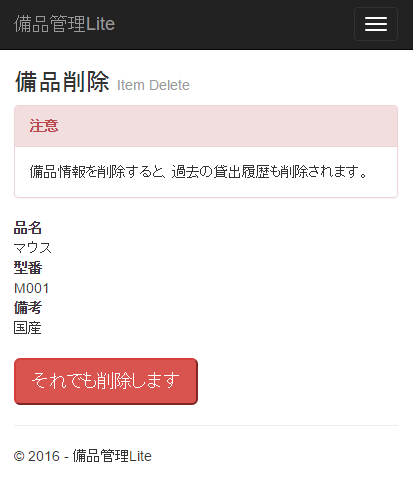 備品管理Lite
備品削除 Item Delete
注意
備品情報を削除すると、過去の貸出履歴も削除されます。
品名
マウス
型番
M001
備考
国産
それでも削除します
© 2016 - 備品管理Lite